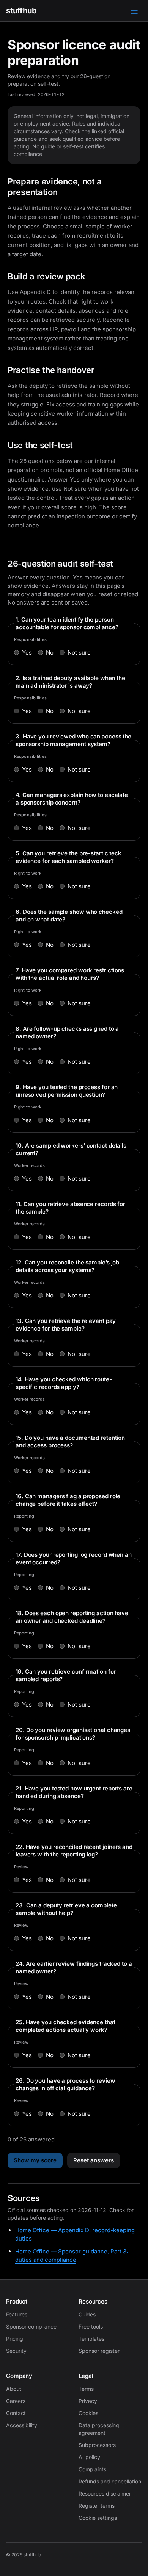 stuffhub
Sponsor licence audit
preparation
Review evidence and try our 26-question
preparation self-test
Last reviewed: 2026-11-12
General information only, not legal, immigration
or employment advice. Rules and individual
circumstances vary. Check the linked official
guidance and seek qualified advice before
acting. No guide or self-test certifies
compliance.
Prepare evidence, not a
presentation
A useful internal review asks whether another
trained person can find the evidence and explain
the process. Choose a small sample of worker
records, trace each from recruitment to its
current position, and list gaps with an owner and
a target date.
Build a review pack
Use Appendix D to identify the records relevant
to your case. Check that right to work
evidence, contact details, absences and role
evidence can be retrieved securely. Reconcile
records across HR, payroll and the sponsorship
management system rather than treating one
system as automatically correct.
Practise the handover
Ask the deputy to retrieve the sample without
help from the usual administrator. Record where
they struggle. Fix access and training gaps while
keeping sensitive information within
authorised access.
Use the self-test
The 26 questions below are our internal
preparation prompts, not an official Home Office
questionnaire. Answer Yes only where you can
show evidence; use Not sure when you have not
tested the control. Treat every gap as an action
even if your overall score is high. The score
cannot predict an inspection outcome or certify
compliance.
26-question audit self-test
Answer every question. Yes means you can
produce evidence. Answers stay in this page's
memory and disappear when you reset or reload.
No answers are sent or saved.
1. Can your team identify the person
accountable for sponsor compliance?
Responsibilities
Yes No Not sure
2. Is a trained deputy available when the
main administrator is away?
Responsibilities
Yes No Not sure
3. Have you reviewed who can access the
sponsorship management system?
Responsibilities
Yes No Not sure
4. Can managers explain how to escalate
a sponsorship concern?
Responsibilities
Yes No Not sure
5. Can you retrieve the pre-start check
evidence for each sampled worker?
Right to work
Yes No Not sure
6. Does the sample show who checked
and on what date?
Right to work
Yes No Not sure
7. Have you compared work restrictions
with the actual role and hours?
Right to work
Yes No Not sure
8. Are follow-up checks assigned to a
named owner?
Right to work
Yes No Not sure
9. Have you tested the process for an
unresolved permission question?
Right to work
Yes No Not sure
10. Are sampled workers' contact details
current?
Worker records
Yes No Not sure
11. Can you retrieve absence records for
the sample?
Worker records
Yes No Not sure
12. Can you reconcile the sample's job
details across your systems?
Worker records
Yes No Not sure
13. Can you retrieve the relevant pay
evidence for the sample?
Worker records
Yes No Not sure
14. Have you checked which route-
specific records apply?
Worker records
Yes No Not sure
15. Do you have a documented retention
and access process?
Worker records
Yes No Not sure
16. Can managers flag a proposed role
change before it takes effect?
Reporting
Yes No Not sure
17. Does your reporting log record when an
event occurred?
Reporting
Yes No Not sure
18. Does each open reporting action have
an owner and checked deadline?
Reporting
Yes No Not sure
19. Can you retrieve confirmation for
sampled reports?
Reporting
Yes No Not sure
20. Do you review organisational changes
for sponsorship implications?
Reporting
Yes No Not sure
21. Have you tested how urgent reports are
handled during absence?
Reporting
Yes No Not sure
22. Have you reconciled recent joiners and
leavers with the reporting log?
Review
Yes No Not sure
23. Can a deputy retrieve a complete
sample without help?
Review
Yes No Not sure
24. Are earlier review findings tracked to a
named owner?
Review
Yes No Not sure
25. Have you checked evidence that
completed actions actually work?
Review
Yes No Not sure
26. Do you have a process to review
changes in official guidance?
Review
Yes No Not sure
0 of 26 answered
Show my score Reset answers
Sources
Official sources checked on 2026-11-12. Check for
updates before acting.
Home Office — Appendix D: record-keeping
duties
Home Office — Sponsor guidance, Part 3:
duties and compliance
Product
Features
Sponsor compliance
Pricing
Security
Resources
Guides
Free tools
Templates
Sponsor register
Company
About
Careers
Contact
Accessibility
Legal
Terms
Privacy
Cookies
Data processing
agreement
Subprocessors
AI policy
Complaints
Refunds and cancellation
Resources disclaimer
Register terms
Cookie settings
© 2026 stuffhub.